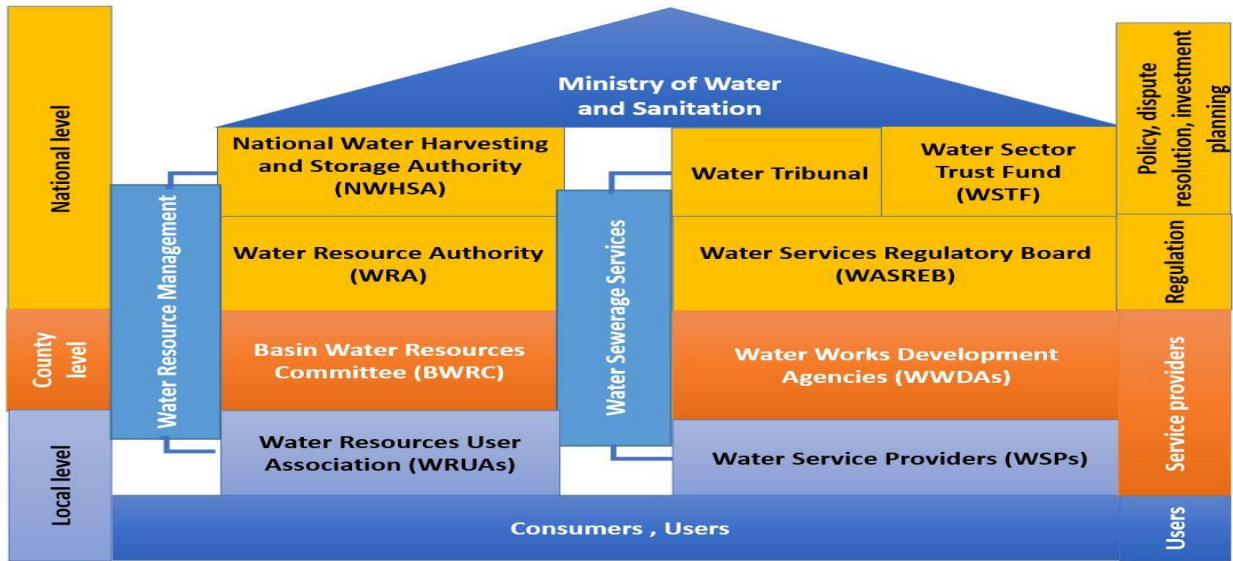 Ministry of Water
and Sanitation
National level
National Water Harvesting
and Storage Authority
(NWHSA)
Water Tribunal
Water Sector
Trust Fund
(WSTF)
Policy, dispute
resolution, investment
planning
Water Resource Management
Water Sewerage Services
Water Resource Authority
(WRA)
Water Services Regulatory Board
(WASREB)
Regulation
County
level
Basin Water Resources
Committee (BWRC)
Water Works Development
Agencies (WWDAs)
Service providers
Local level
Water Resources User
Association (WRUAs)
Water Service Providers (WSPs)
Consumers , Users
Users